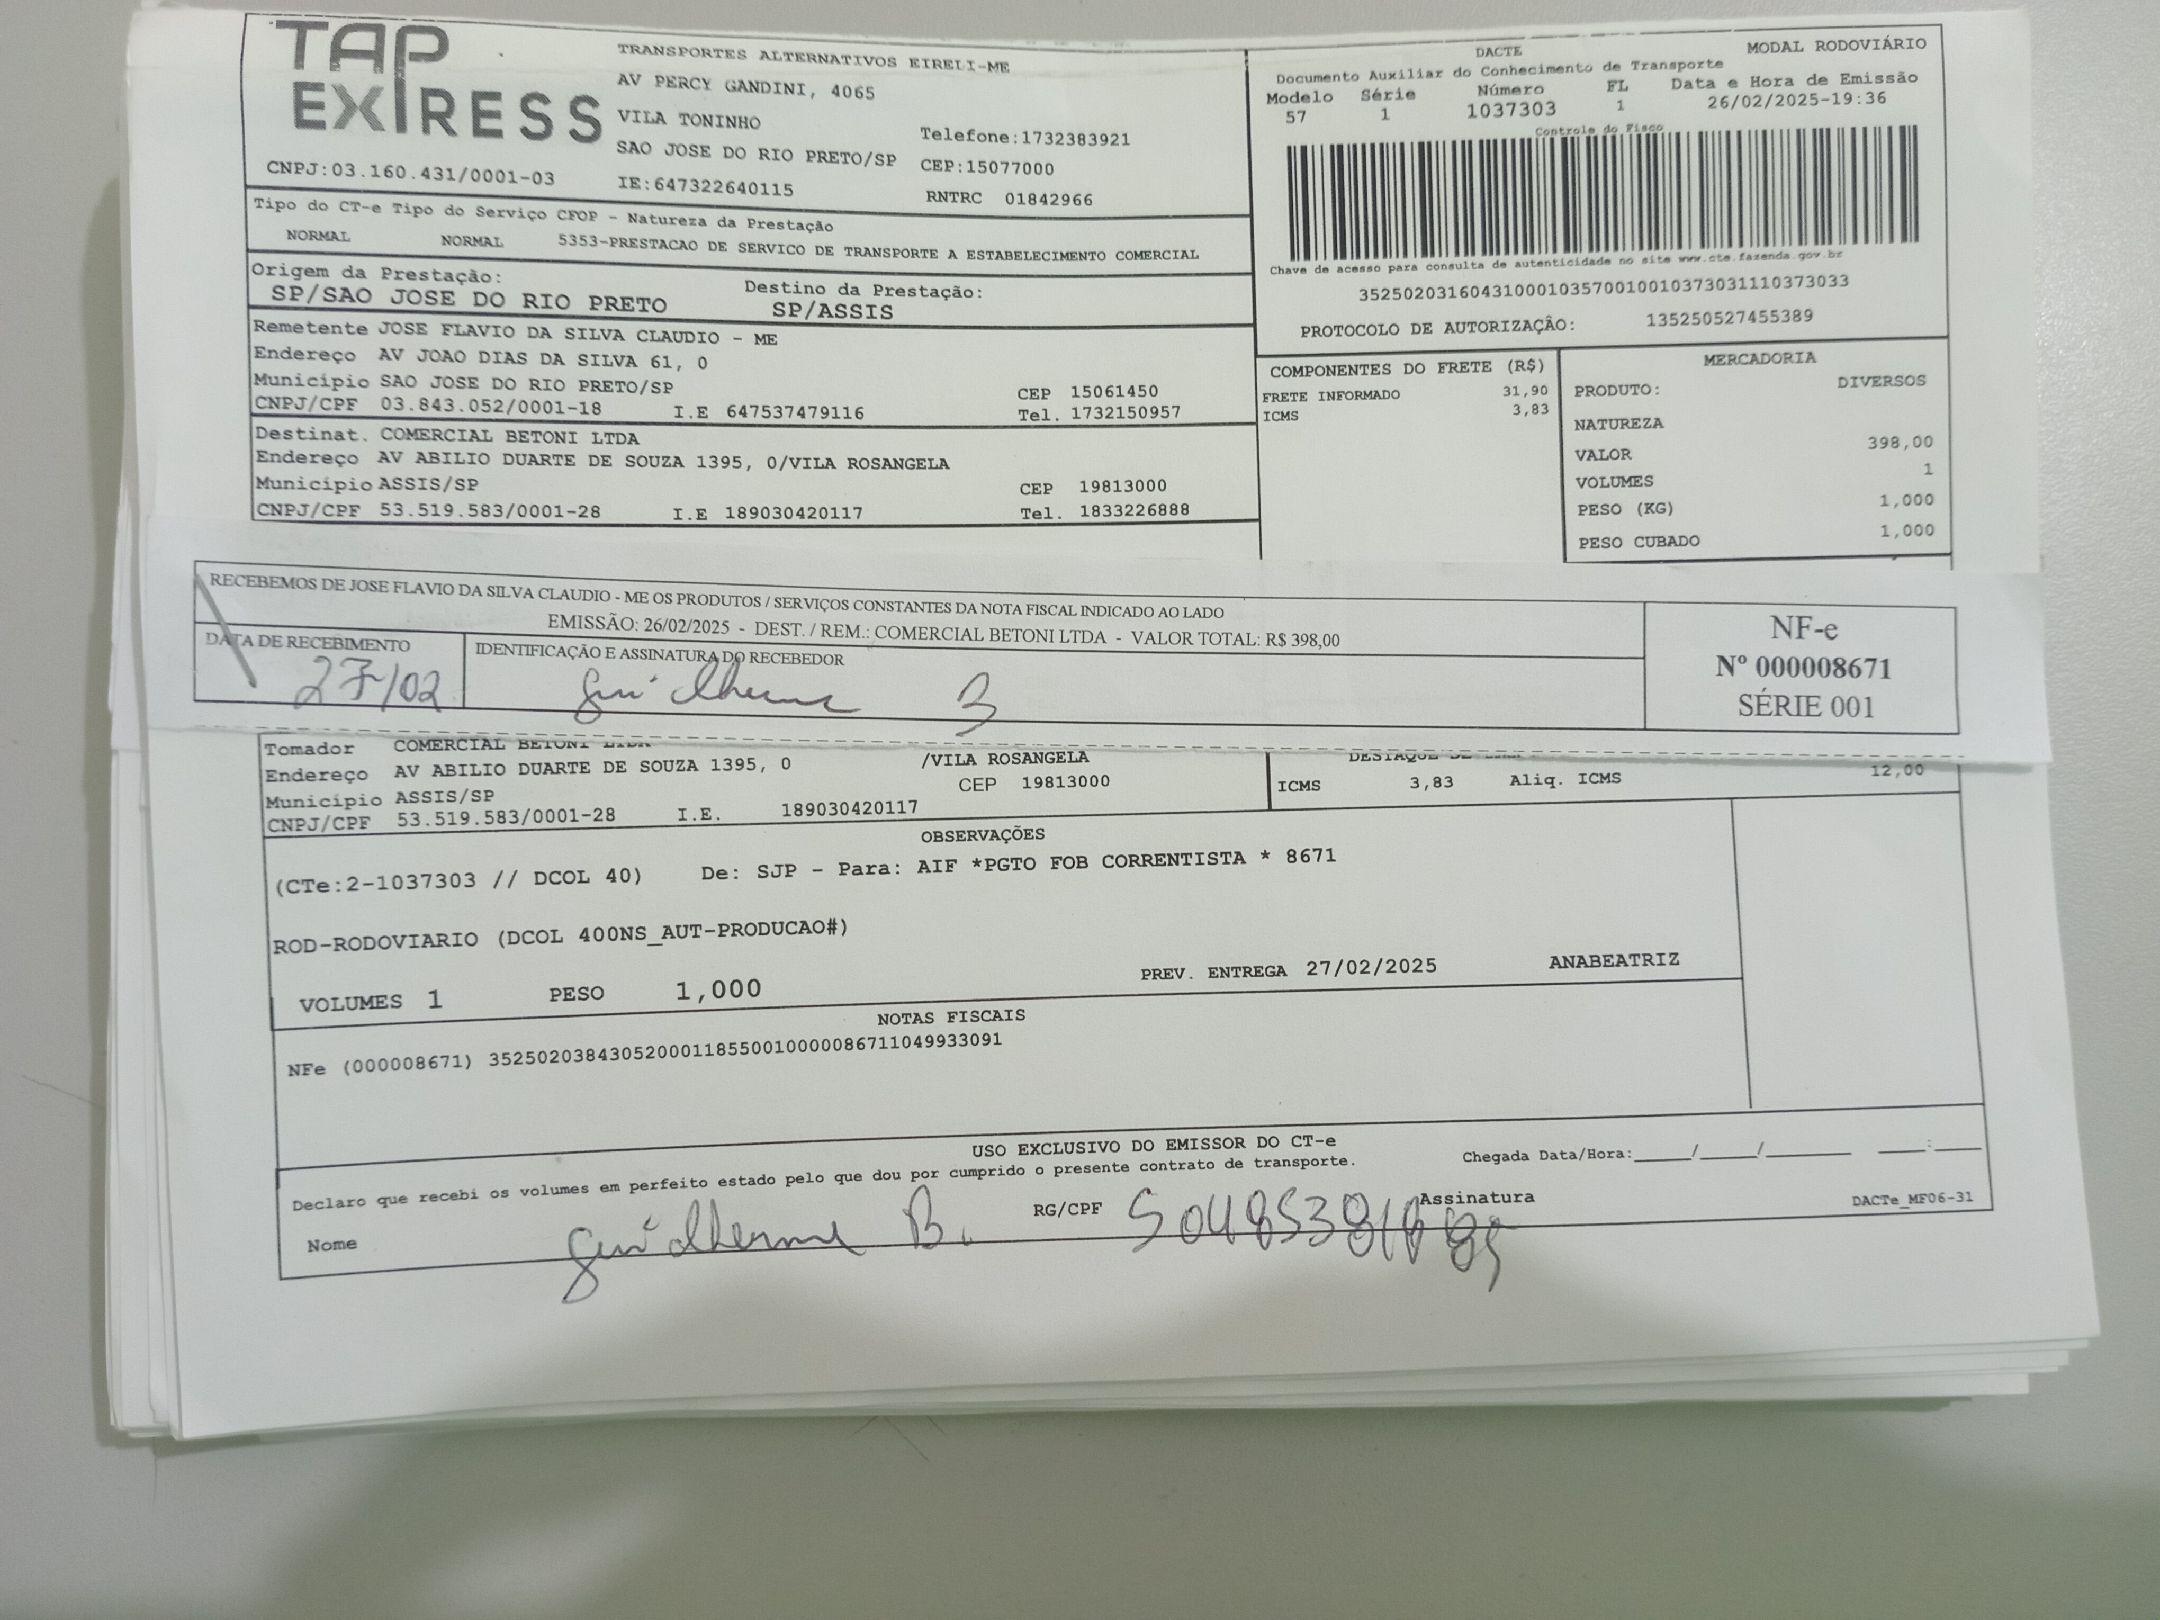 TAP EXPRESS
TRANSPORTES ALTERNATIVOS EIRELI-ME
AV PERCY GANDINI, 4065
VILA TONINHO
Telefone:1732383921
SAO JOSE DO RIO PRETO/SP CEP:15077000
CNPJ:03.160.431/0001-03 IE:647322640115 RNTRC 01842966
DACTE MODAL RODOVIÁRIO
Documento Auxiliar do Conhecimento de Transporte
Modelo Série Número FL Data e Hora de Emissão
57 1 1037303 1 26/02/2025-19:36
Controle do Fisco
Chave de acesso para consulta de autenticidade no site www.cte.fazenda.gov.br
35250203160431000103570010010373031110373033
PROTOCOLO DE AUTORIZAÇÃO: 135250527455389
Tipo do CT-e Tipo do Serviço CFOP - Natureza da Prestação
NORMAL NORMAL 5353-PRESTACAO DE SERVICO DE TRANSPORTE A ESTABELECIMENTO COMERCIAL
Origem da Prestação: Destino da Prestação:
SP/SAO JOSE DO RIO PRETO SP/ASSIS
Remetente JOSE FLAVIO DA SILVA CLAUDIO - ME
Endereço AV JOAO DIAS DA SILVA 61, 0
Município SAO JOSE DO RIO PRETO/SP CEP 15061450
CNPJ/CPF 03.843.052/0001-18 I.E 647537479116 Tel. 1732150957
Destinat. COMERCIAL BETONI LTDA
Endereço AV ABILIO DUARTE DE SOUZA 1395, 0/VILA ROSANGELA
Município ASSIS/SP CEP 19813000
CNPJ/CPF 53.519.583/0001-28 I.E 189030420117 Tel. 1833226888
COMPONENTES DO FRETE (R$)
FRETE INFORMADO 31,90
ICMS 3,83
MERCADORIA
PRODUTO: DIVERSOS
NATUREZA
VALOR 398,00
VOLUMES 1
PESO (KG) 1,000
PESO CUBADO 1,000
RECEBEMOS DE JOSE FLAVIO DA SILVA CLAUDIO - ME OS PRODUTOS / SERVIÇOS CONSTANTES DA NOTA FISCAL INDICADO AO LADO
EMISSÃO: 26/02/2025 - DEST. / REM.: COMERCIAL BETONI LTDA - VALOR TOTAL: R$ 398,00
DATA DE RECEBIMENTO IDENTIFICAÇÃO E ASSINATURA DO RECEBEDOR
27/02 Guilherme B
NF-e
Nº 000008671
SÉRIE 001
Tomador COMERCIAL BETONI LTDA
Endereço AV ABILIO DUARTE DE SOUZA 1395, 0 /VILA ROSANGELA
Município ASSIS/SP CEP 19813000
CNPJ/CPF 53.519.583/0001-28 I.E. 189030420117
DESTAQUE DE
ICMS 3,83 Aliq. ICMS 12,00
OBSERVAÇÕES
(CTe:2-1037303 // DCOL 40) De: SJP - Para: AIF *PGTO FOB CORRENTISTA * 8671
ROD-RODOVIARIO (DCOL 400NS_AUT-PRODUCAO#)
VOLUMES 1 PESO 1,000 PREV. ENTREGA 27/02/2025 ANABEATRIZ
NOTAS FISCAIS
NFe (000008671) 35250203843052000118550010000086711049933091
USO EXCLUSIVO DO EMISSOR DO CT-e
Declaro que recebi os volumes em perfeito estado pelo que dou por cumprido o presente contrato de transporte. Chegada Data/Hora:_____/_____/________ ____:____
Nome Guilherme B. RG/CPF Assinatura DACTe_MF06-31